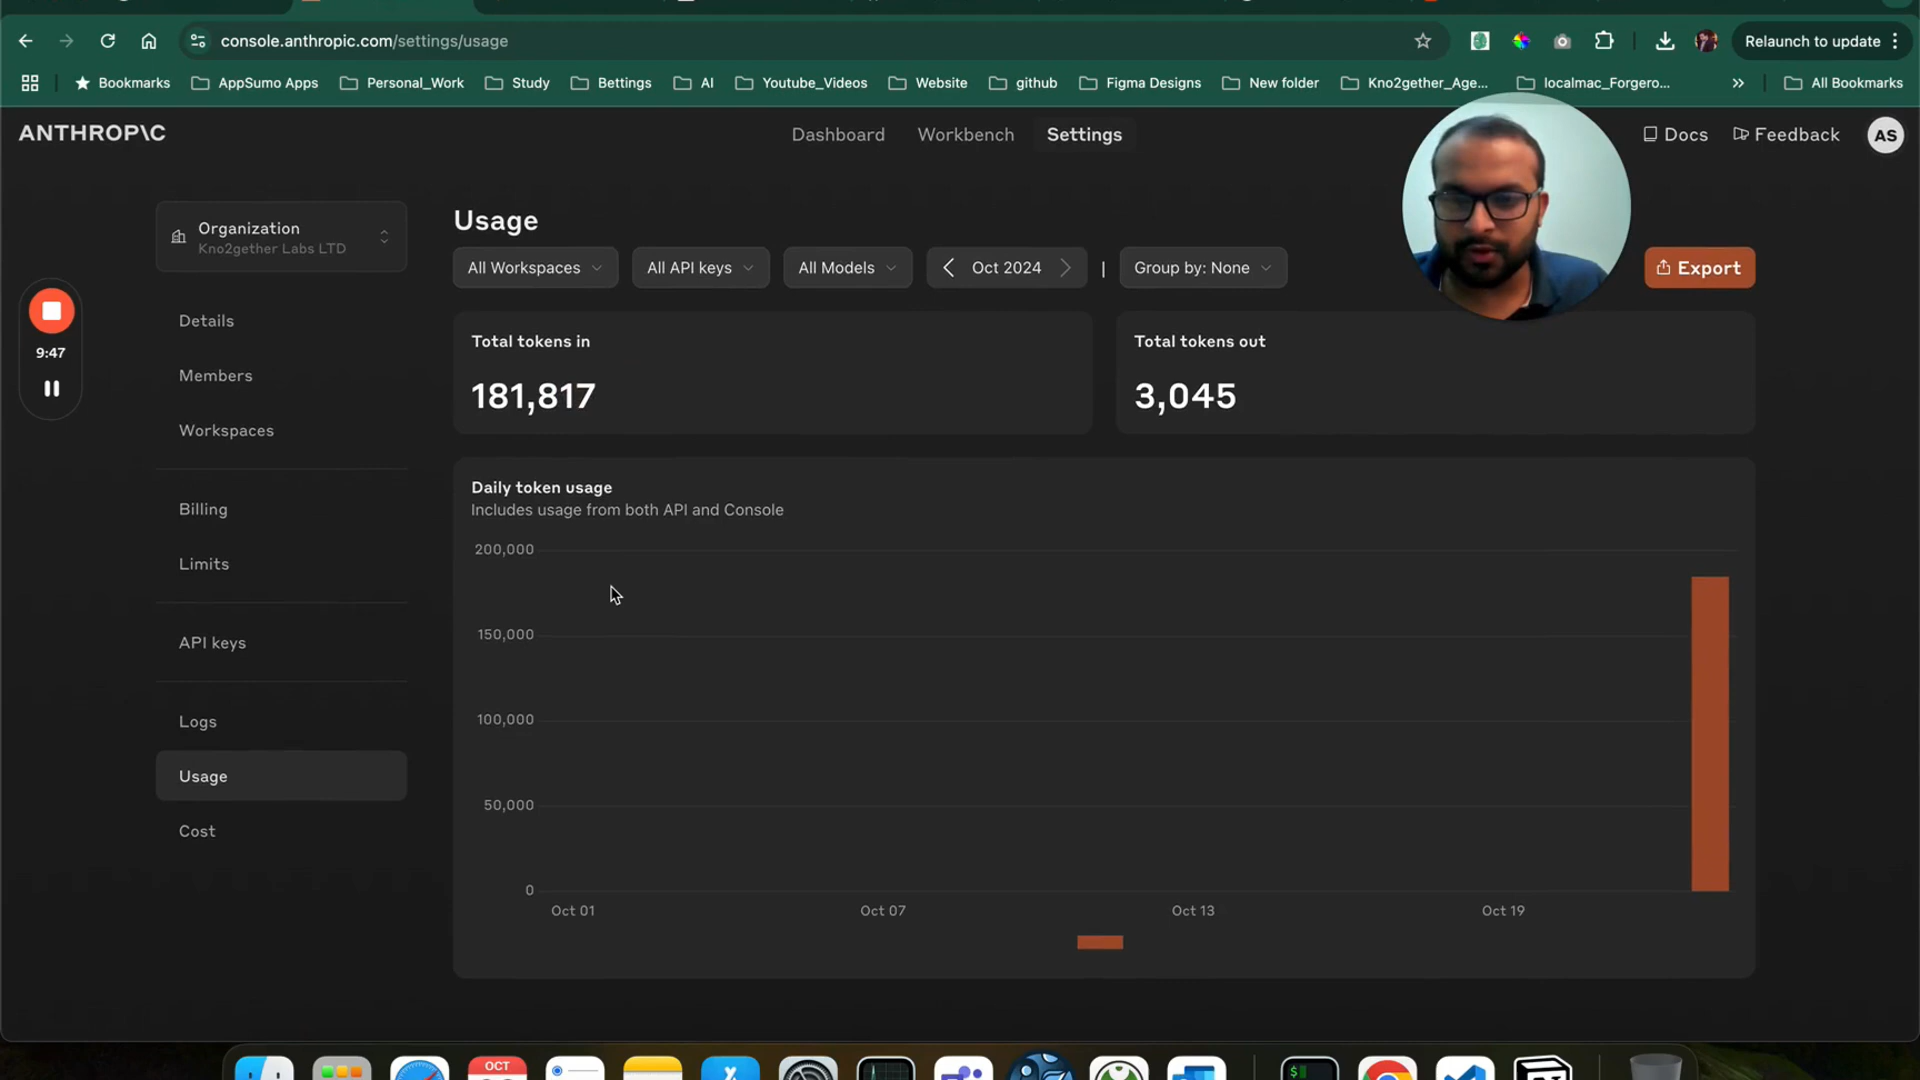 console.anthropic.com/settings/usage
Relaunch to update
Bookmarks
AppSumo Apps
Personal_Work
Study
Bettings
AI
Youtube_Videos
Website
github
Figma Designs
New folder
Kno2gether_Age...
localmac_Forgero...
All Bookmarks
ANTHROP\C
Dashboard
Workbench
Settings
Docs
Feedback
AS
Organization
Kno2gether Labs LTD
9:47
Details
Members
Workspaces
Billing
Limits
API keys
Logs
Usage
Cost
Usage
All Workspaces
All API keys
All Models
Oct 2024
|
Group by: None
Export
Total tokens in
181,817
Total tokens out
3,045
Daily token usage
Includes usage from both API and Console
200,000
150,000
100,000
50,000
0
Oct 01
Oct 07
Oct 13
Oct 19
OCT